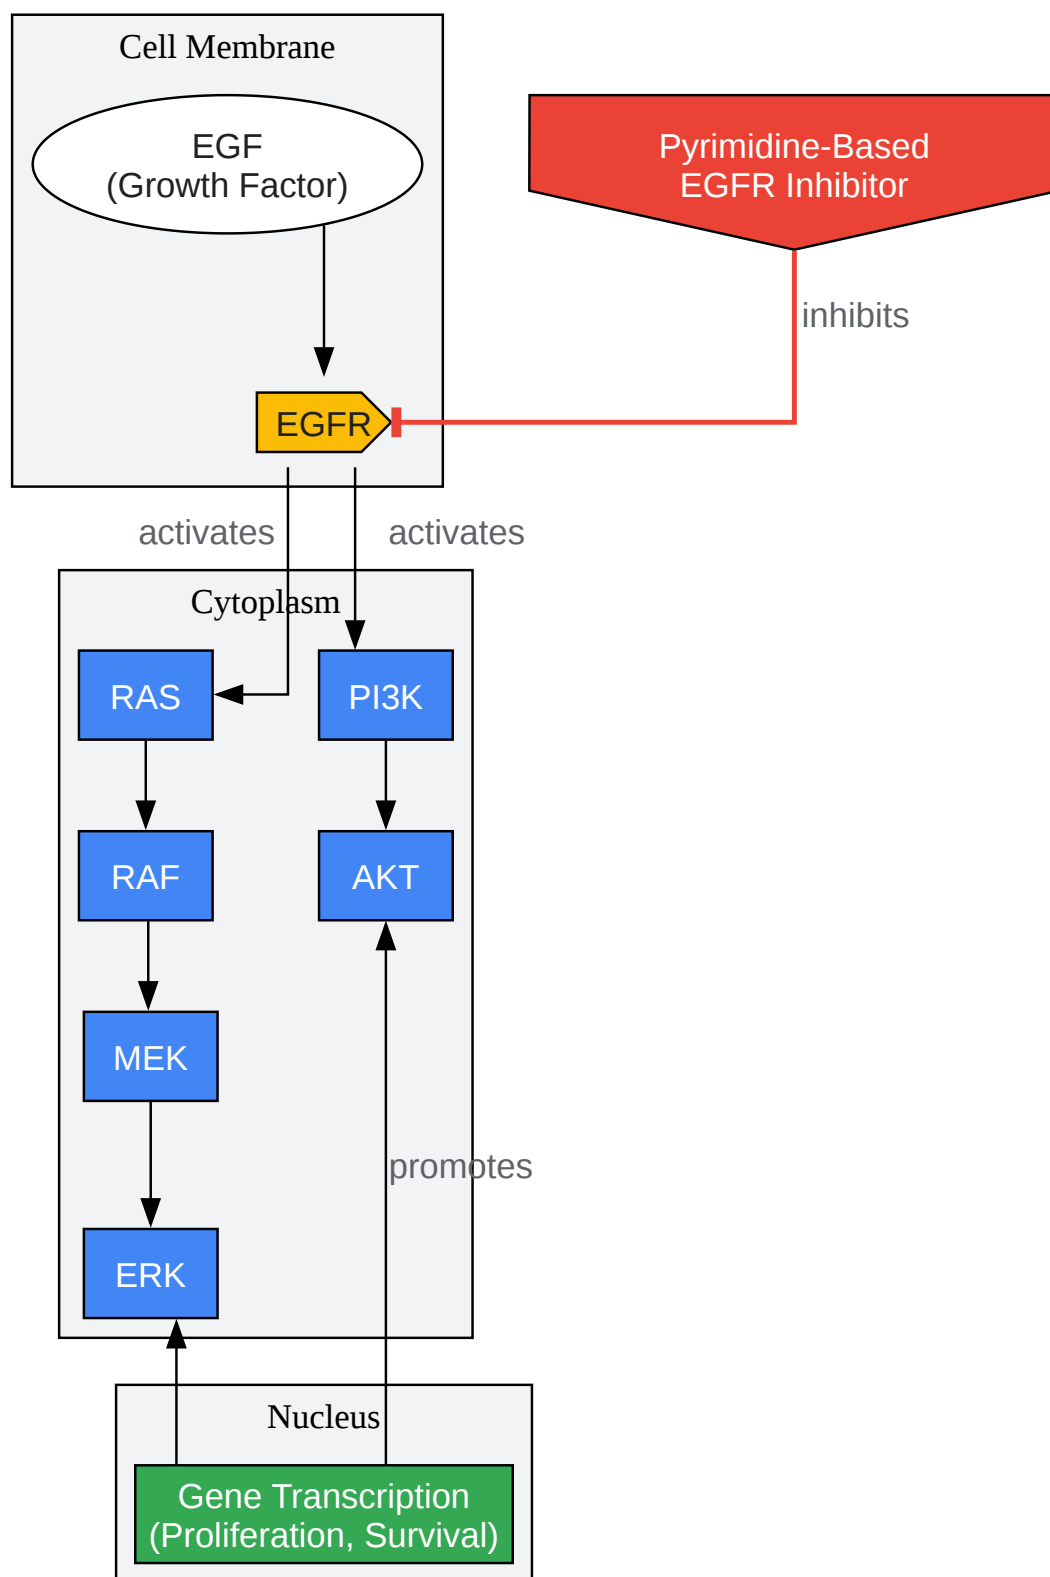 Cell Membrane
EGF
(Growth Factor)
Pyrimidine-Based
EGFR Inhibitor
inhibits
EGFR
activates
activates
Cytoplasm
RAS
PI3K
RAF
AKT
MEK
promotes
ERK
Nucleus
Gene Transcription
(Proliferation, Survival)